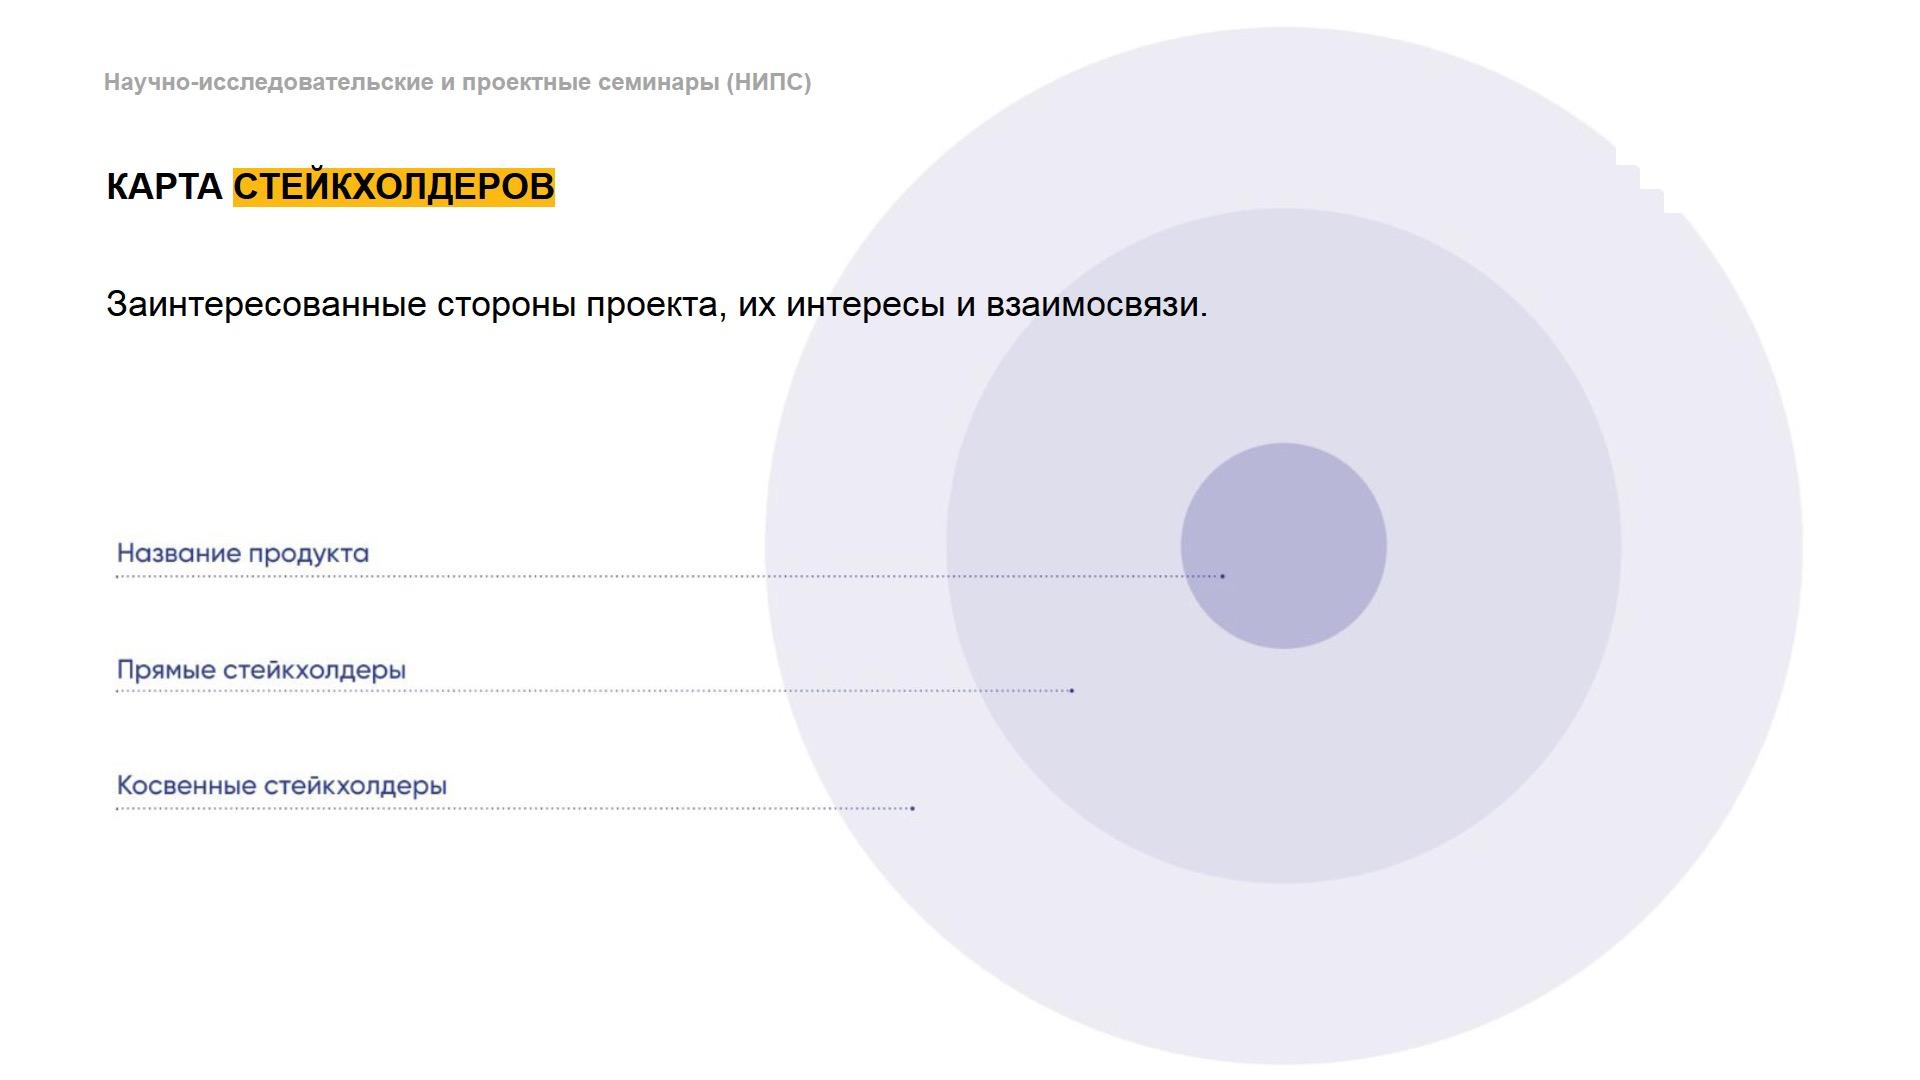 Научно-исследовательские и проектные семинары (НИПС)
КАРТА СТЕЙКХОЛДЕРОВ
Заинтересованные стороны проекта, их интересы и взаимосвязи.
Название продукта
Прямые стейкхолдеры
Косвенные стейкхолдеры